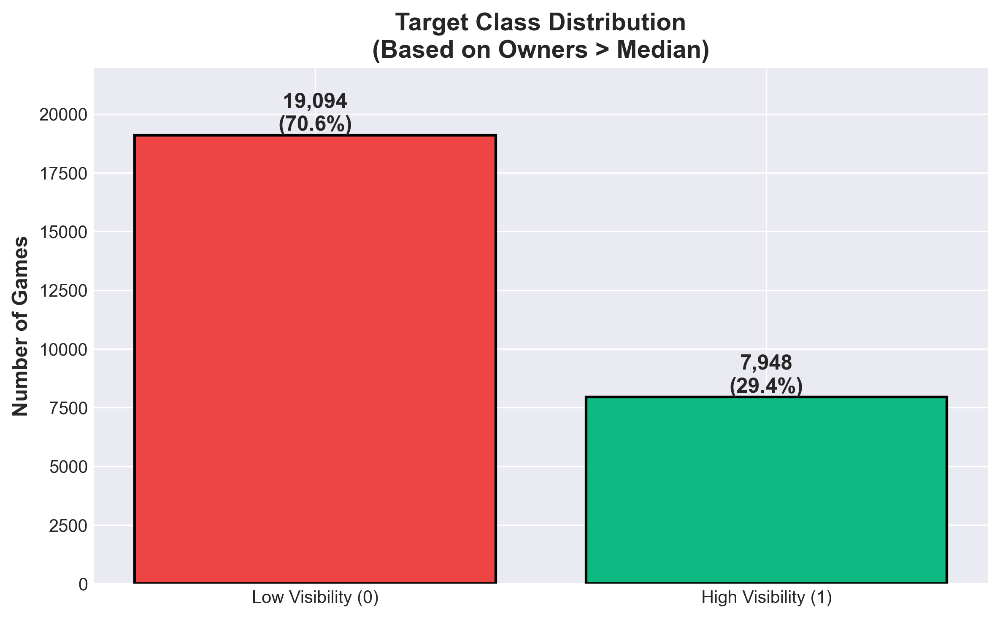 Target Class Distribution
(Based on Owners > Median)
Number of Games
20000
17500
15000
12500
10000
7500
5000
2500
0
19,094
(70.6%)
7,948
(29.4%)
Low Visibility (0)
High Visibility (1)